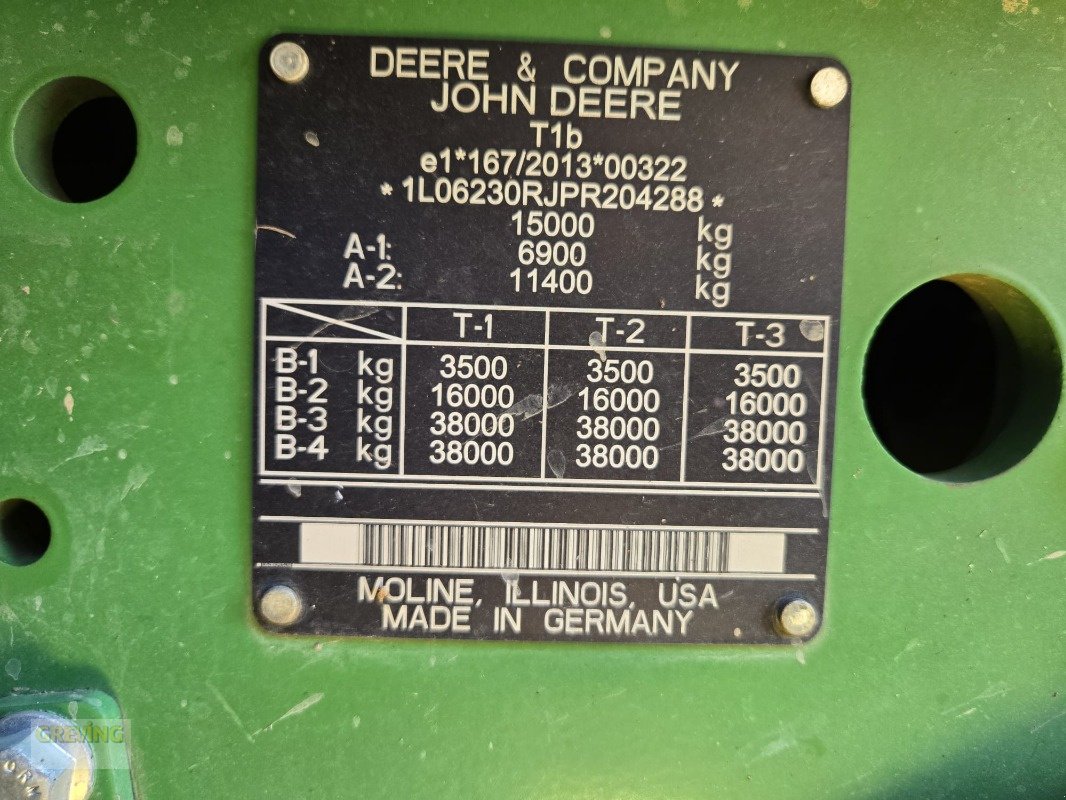 DEERE & COMPANY
JOHN DEERE
T1b
e1*167/2013*00322
* 1L06230RJPR204288 *
15000 kg
A-1: 6900 kg
A-2: 11400 kg
T-1 T-2 T-3
B-1 kg 3500 3500 3500
B-2 kg 16000 16000 16000
B-3 kg 38000 38000 38000
B-4 kg 38000 38000 38000
MOLINE, ILLINOIS, USA
MADE IN GERMANY
GREVING